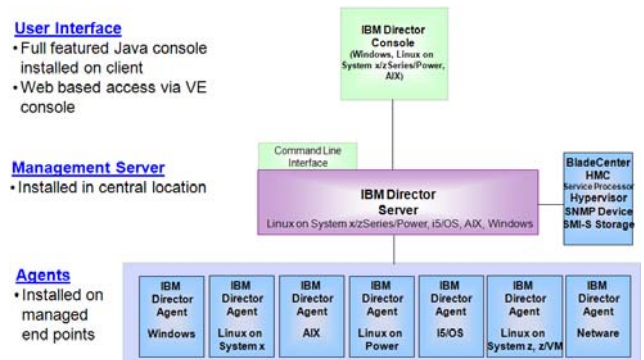 User Interface
• Full featured Java console
installed on client
• Web based access via VE
console
IBM Director
Console
(Windows, Linux on
System x/zSeries/Power,
AIX)
Command Line
Interface
Management Server
• Installed in central location
IBM Director
Server
Linux on System x/zSeries/Power, i5/OS, AIX, Windows
BladeCenter
HMC
Service Processor
Hypervisor
SNMP Device
SMI-S Storage
Agents
• Installed on
managed
end points
IBM
Director
Agent
Windows
IBM
Director
Agent
Linux on
System x
IBM
Director
Agent
AIX
IBM
Director
Agent
Linux on
Power
IBM
Director
Agent
I5/OS
IBM
Director
Agent
Linux on
System z, z/VM
IBM
Director
Agent
Netware